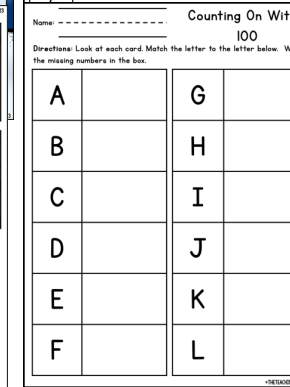 Name:
Counting On Wit
100
Directions: Look at each card. Match the letter to the letter below. W
the missing numbers in the box.
A
G
B
H
C
I
D
J
E
K
F
L